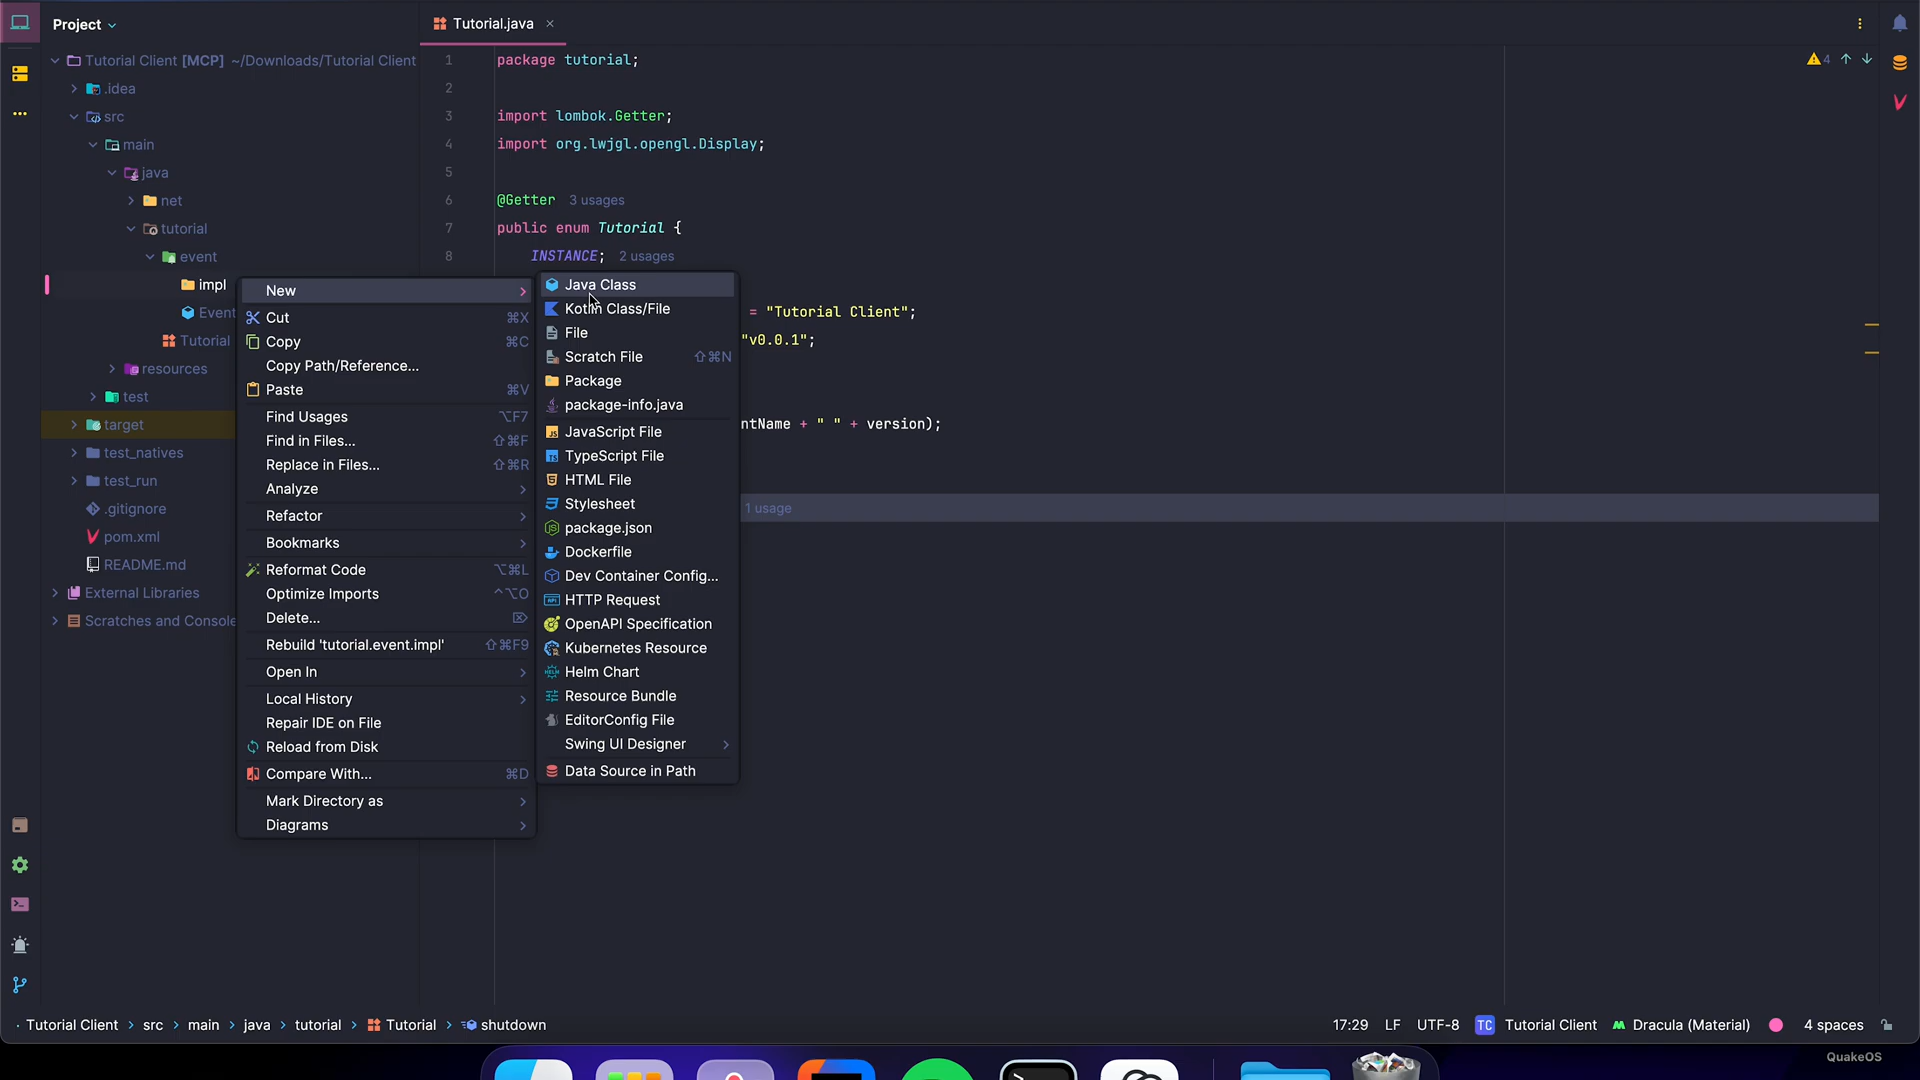 Project
Tutorial.java
Tutorial Client [MCP] ~/Downloads/Tutorial Client
.idea
src
main
java
net
tutorial
event
impl
Event
Tutorial
resources
test
target
test_natives
test_run
.gitignore
pom.xml
README.md
External Libraries
Scratches and Console
New
Cut ⌘X
Copy ⌘C
Copy Path/Reference...
Paste ⌘V
Find Usages ⌥F7
Find in Files... ⇧⌘F
Replace in Files... ⇧⌘R
Analyze
Refactor
Bookmarks
Reformat Code ⌥⌘L
Optimize Imports ^⌥O
Delete... ⌦
Rebuild 'tutorial.event.impl' ⇧⌘F9
Open In
Local History
Repair IDE on File
Reload from Disk
Compare With... ⌘D
Mark Directory as
Diagrams
Java Class
Kotlin Class/File
File
Scratch File ⇧⌘N
Package
package-info.java
JavaScript File
TypeScript File
HTML File
Stylesheet
package.json
Dockerfile
Dev Container Config...
HTTP Request
OpenAPI Specification
Kubernetes Resource
Helm Chart
Resource Bundle
EditorConfig File
Swing UI Designer
Data Source in Path
1 package tutorial;
2
3 import lombok.Getter;
4 import org.lwjgl.opengl.Display;
5
6 @Getter 3 usages
7 public enum Tutorial {
8 INSTANCE; 2 usages
= "Tutorial Client";
"v0.0.1";
ntName + " " + version);
1 usage
4
Tutorial Client > src > main > java > tutorial > Tutorial > shutdown
17:29 LF UTF-8 TC Tutorial Client Dracula (Material) 4 spaces
QuakeOS